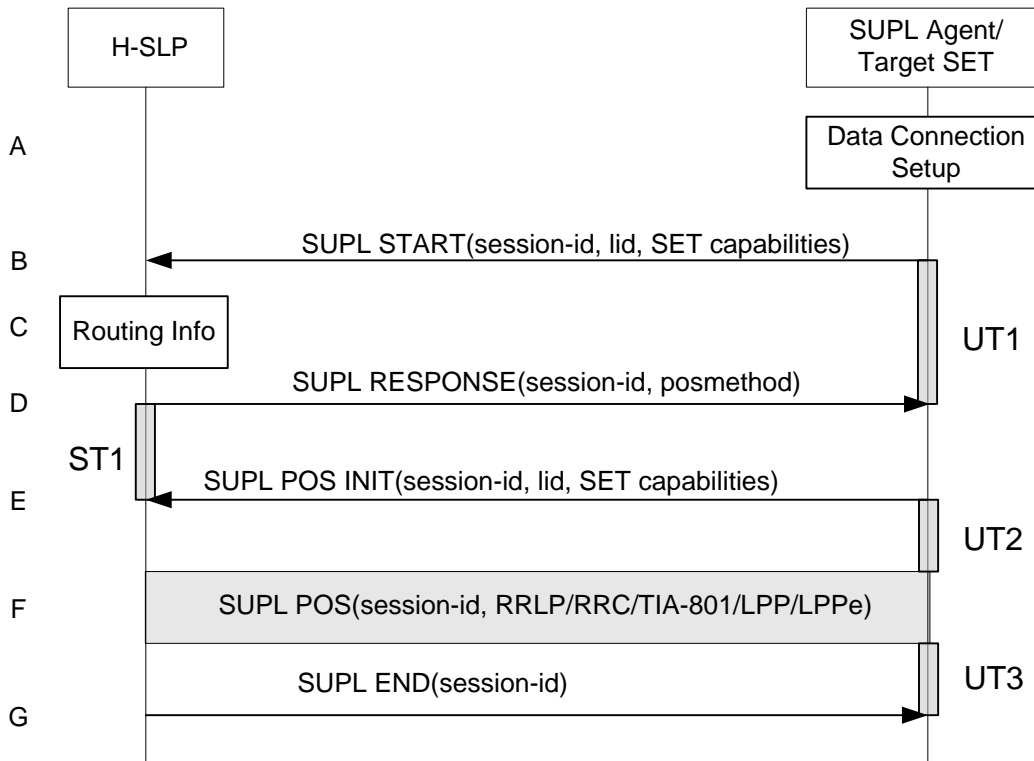 H-SLP
SUPL Agent/
Target SET
A
Data Connection
Setup
SUPL START(session-id, lid, SET capabilities)
B
C
Routing Info
UT1
SUPL RESPONSE(session-id, posmethod)
D
ST1
SUPL POS INIT(session-id, lid, SET capabilities)
E
UT2
F
SUPL POS(session-id, RRLP/RRC/TIA-801/LPP/LPPe)
SUPL END(session-id)
UT3
G